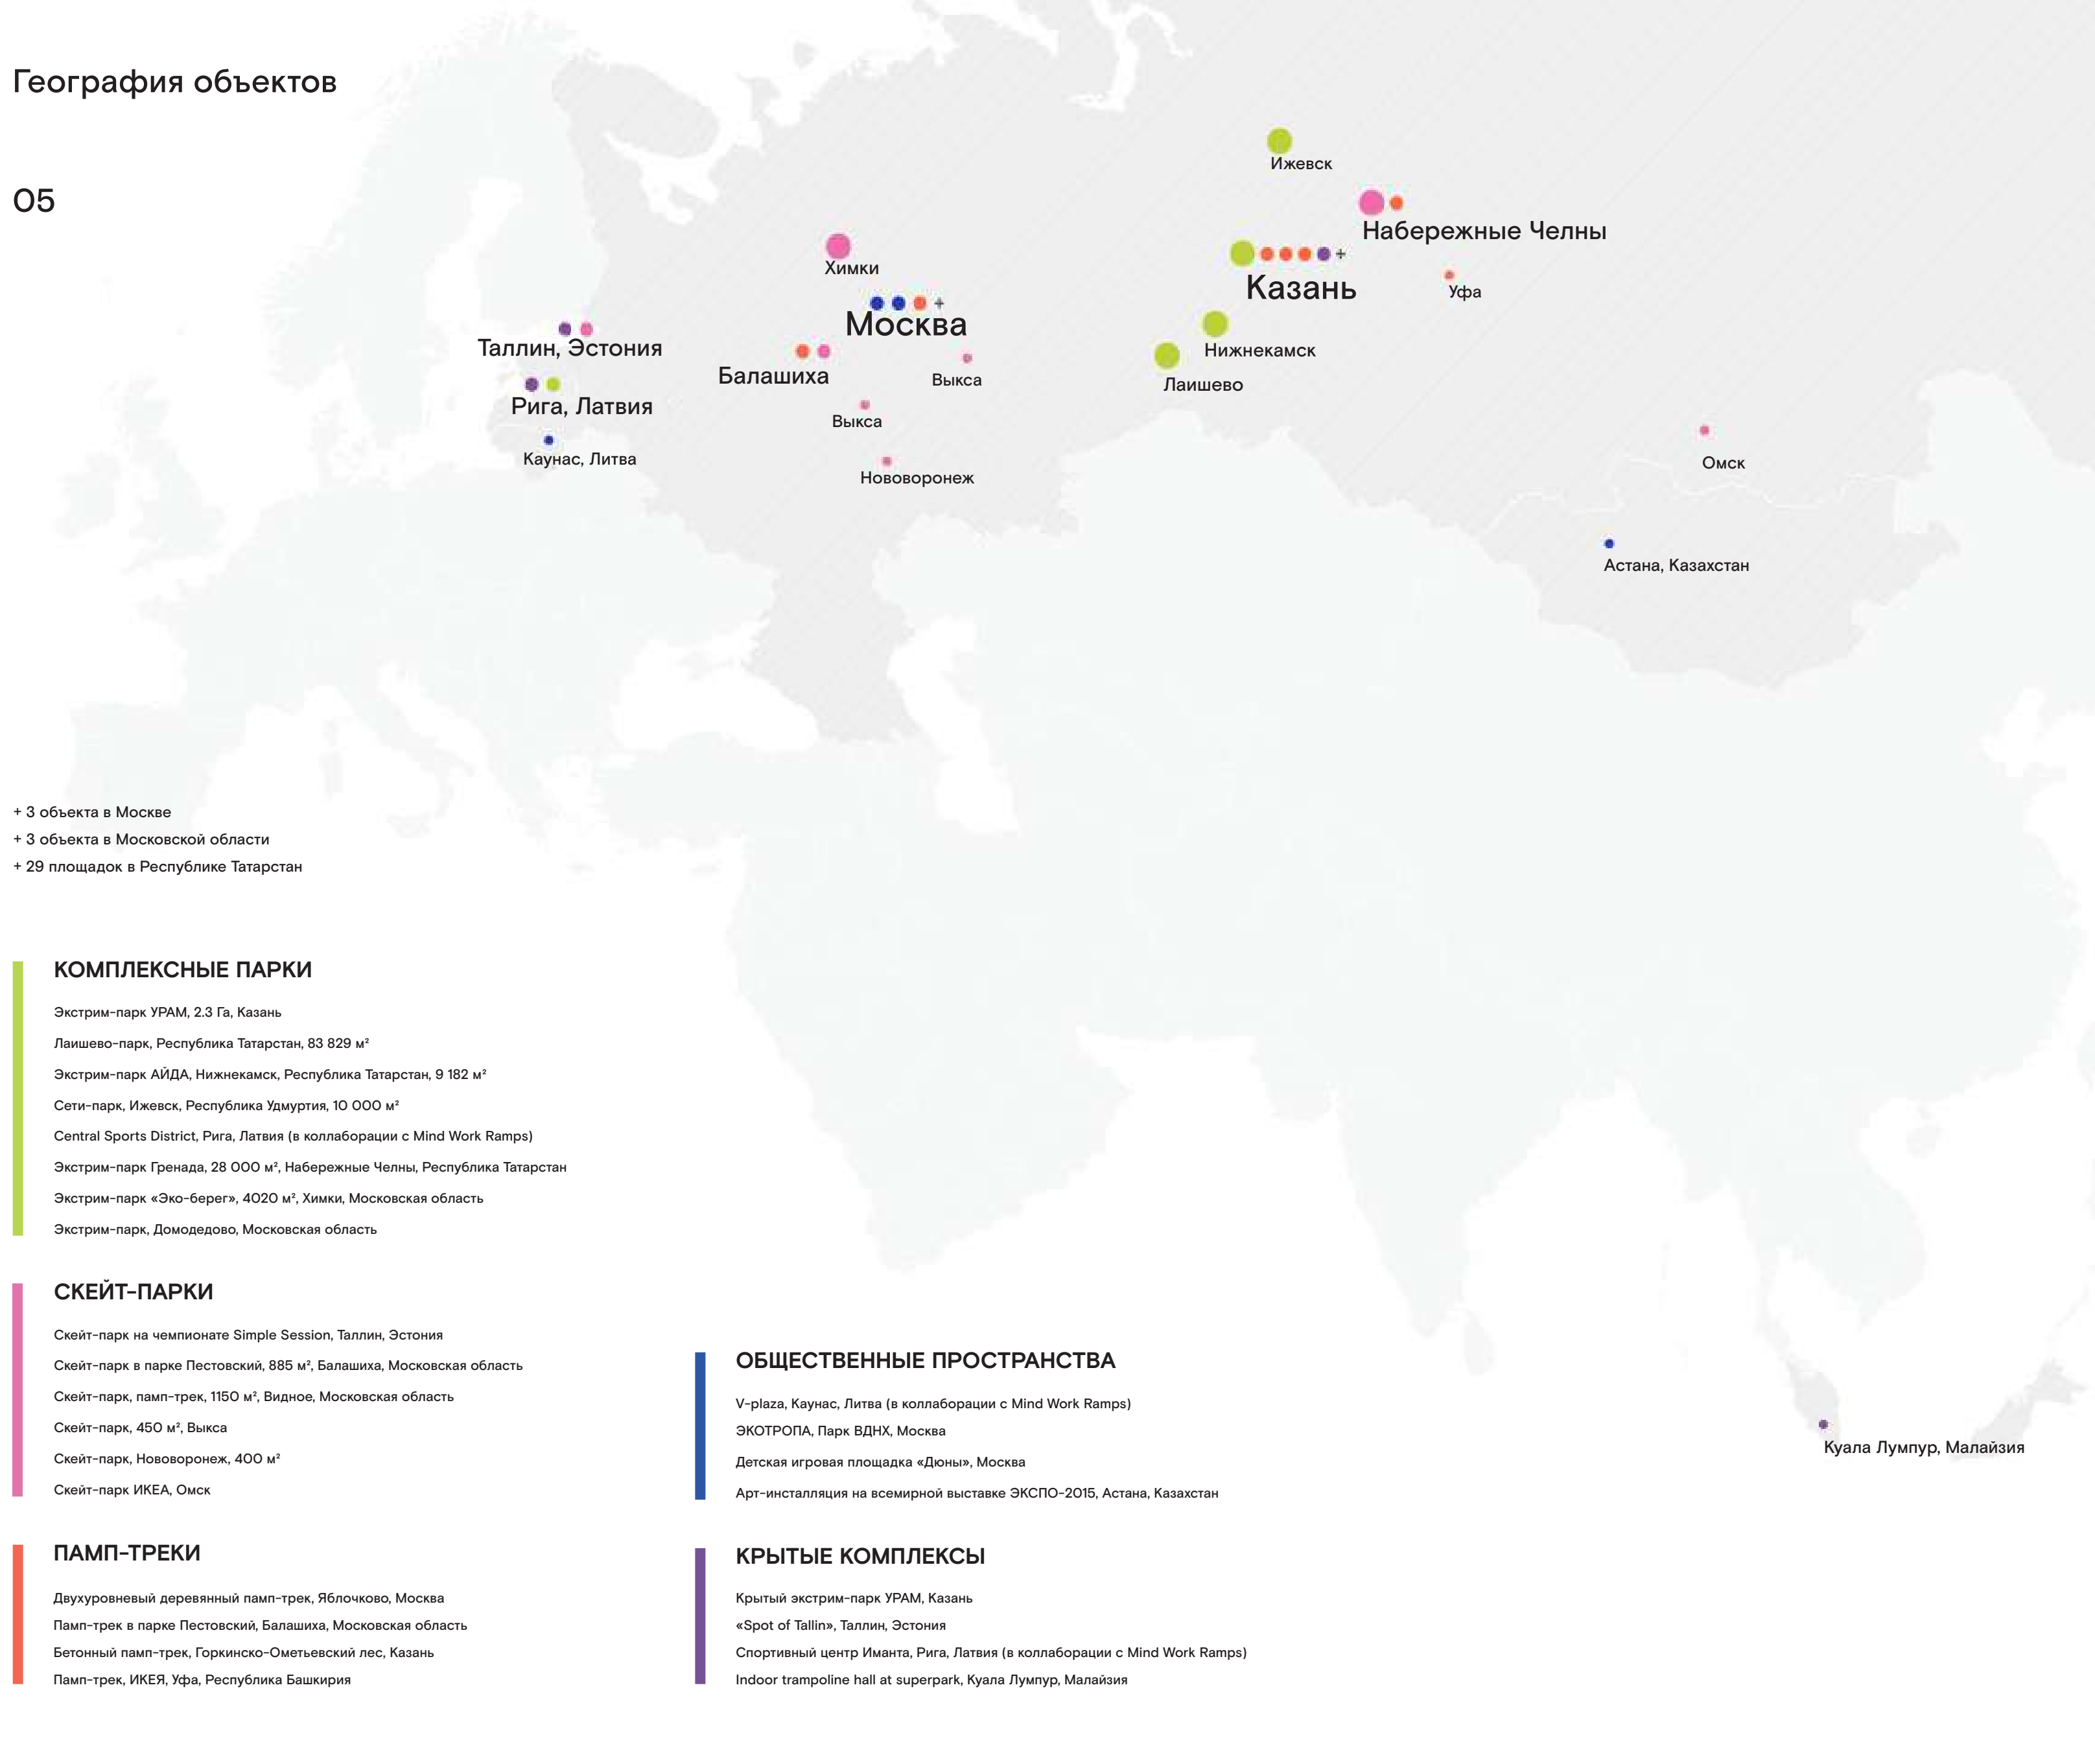 География объектов
05
Ижевск
Набережные Челны
Химки
Казань
Уфа
Москва
Таллин, Эстония
Нижнекамск
Балашиха
Выкса
Лаишево
Рига, Латвия
Выкса
Каунас, Литва
Омск
Нововоронеж
Астана, Казахстан
+ 3 объекта в Москве
+ 3 объекта в Московской области
+ 29 площадок в Республике Татарстан
КОМПЛЕКСНЫЕ ПАРКИ
Экстрим-парк УРАМ, 2.3 Га, Казань
Лаишево-парк, Республика Татарстан, 83 829 м²
Экстрим-парк АЙДА, Нижнекамск, Республика Татарстан, 9 182 м²
Сети-парк, Ижевск, Республика Удмуртия, 10 000 м²
Central Sports District, Рига, Латвия (в коллаборации с Mind Work Ramps)
Экстрим-парк Гренада, 28 000 м², Набережные Челны, Республика Татарстан
Экстрим-парк «Эко-берег», 4020 м², Химки, Московская область
Экстрим-парк, Домодедово, Московская область
СКЕЙТ-ПАРКИ
Скейт-парк на чемпионате Simple Session, Таллин, Эстония
Скейт-парк в парке Пестовский, 885 м², Балашиха, Московская область
Скейт-парк, памп-трек, 1150 м², Видное, Московская область
Скейт-парк, 450 м², Выкса
Скейт-парк, Нововоронеж, 400 м²
Скейт-парк ИКЕА, Омск
ПАМП-ТРЕКИ
Двухуровневый деревянный памп-трек, Яблочково, Москва
Памп-трек в парке Пестовский, Балашиха, Московская область
Бетонный памп-трек, Горкинско-Ометьевский лес, Казань
Памп-трек, ИКЕЯ, Уфа, Республика Башкирия
ОБЩЕСТВЕННЫЕ ПРОСТРАНСТВА
V-plaza, Каунас, Литва (в коллаборации с Mind Work Ramps)
ЭКОТРОПА, Парк ВДНХ, Москва
Детская игровая площадка «Дюны», Москва
Арт-инсталляция на всемирной выставке ЭКСПО-2015, Астана, Казахстан
КРЫТЫЕ КОМПЛЕКСЫ
Крытый экстрим-парк УРАМ, Казань
«Spot of Tallin», Таллин, Эстония
Спортивный центр Иманта, Рига, Латвия (в коллаборации с Mind Work Ramps)
Indoor trampoline hall at superpark, Куала Лумпур, Малайзия
Куала Лумпур, Малайзия